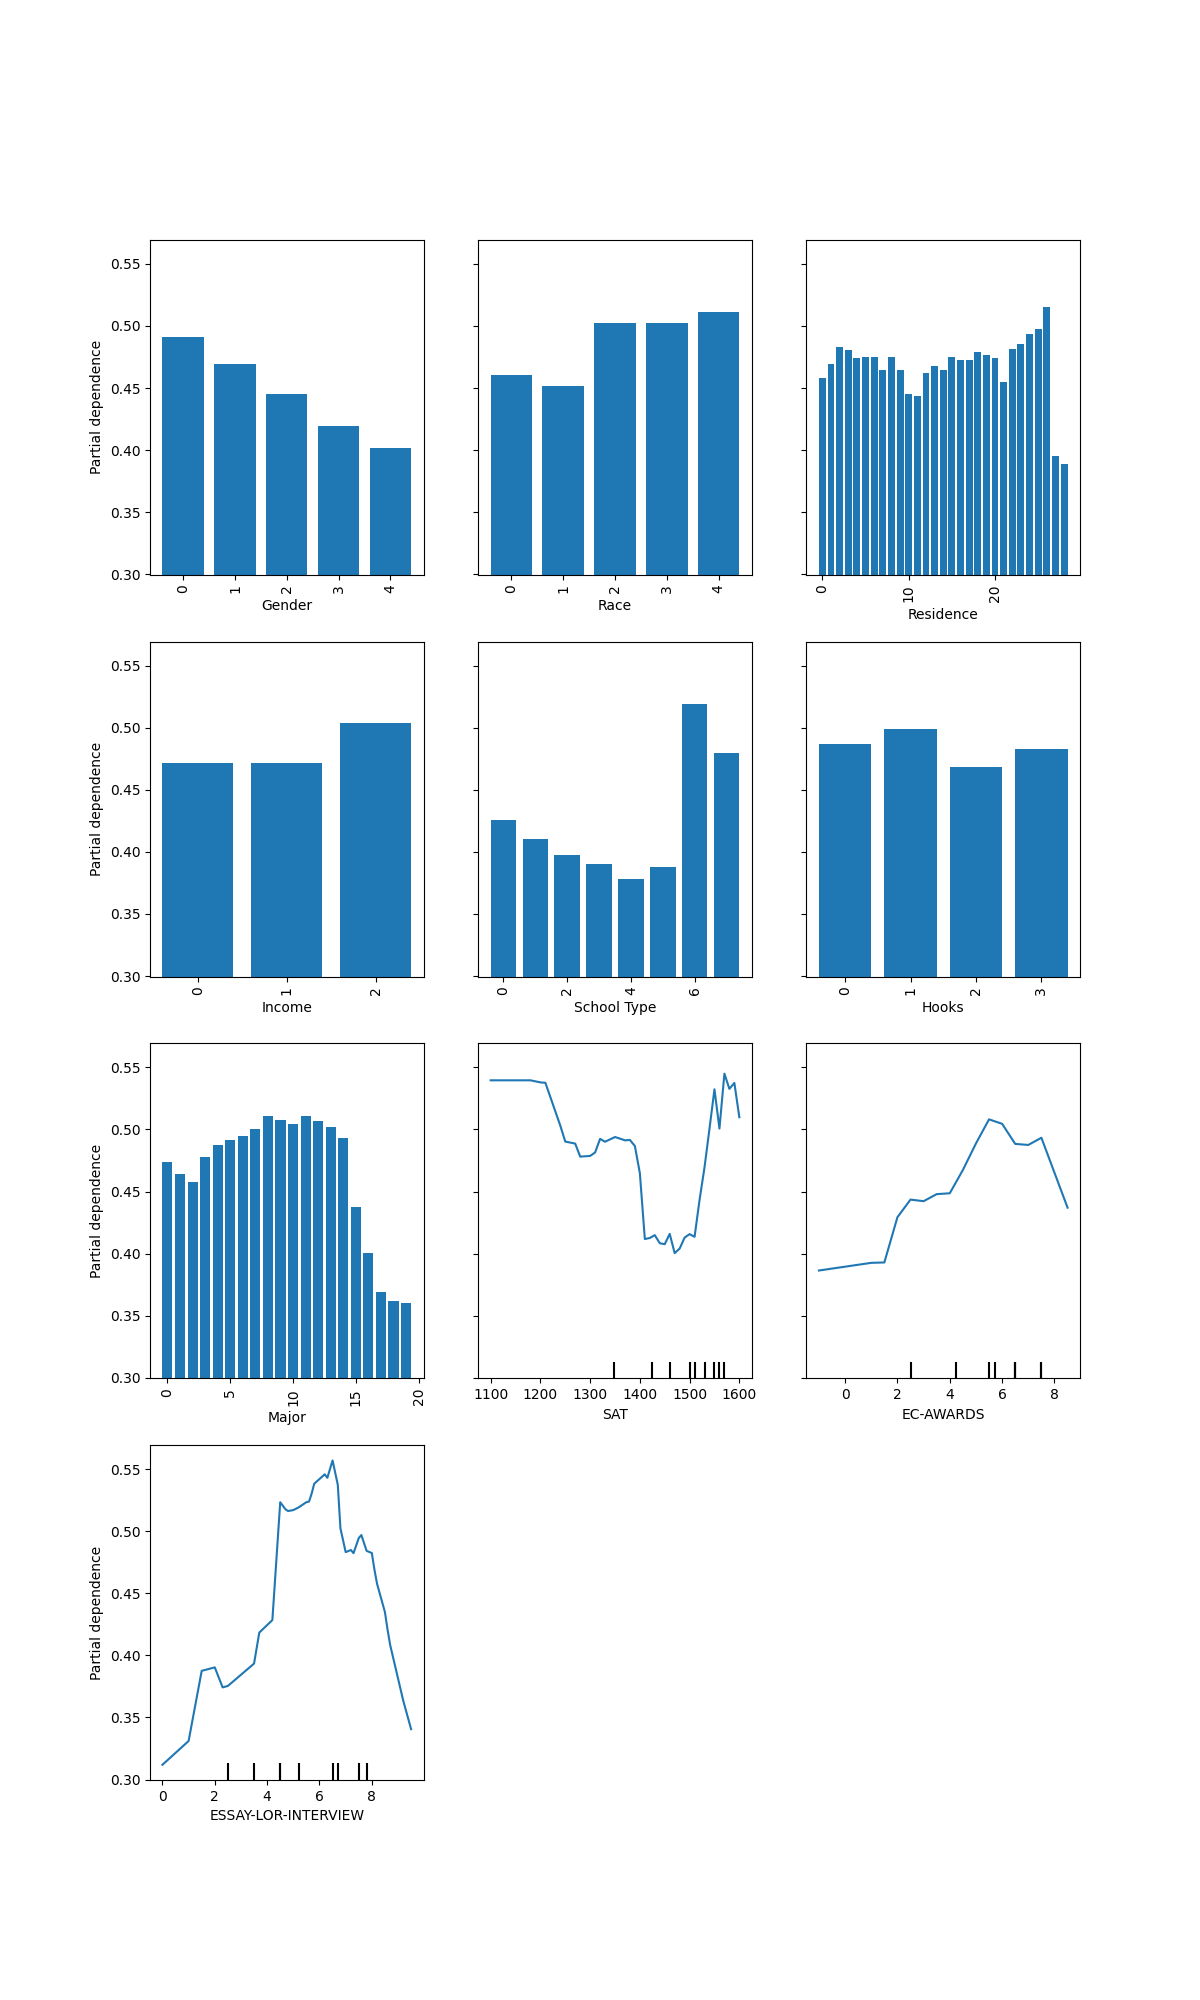 0.55
0.50
0.45
0.40
0.35
0.30
Partial dependence
0 1 2 3 4
Gender
0 1 2 3 4
Race
0 10 20
Residence
0.55
0.50
0.45
0.40
0.35
0.30
Partial dependence
0 1 2
Income
0 2 4 6
School Type
0 1 2 3
Hooks
0.55
0.50
0.45
0.40
0.35
0.30
Partial dependence
0 5 10 15 20
Major
1100 1200 1300 1400 1500 1600
SAT
0 2 4 6 8
EC-AWARDS
0.55
0.50
0.45
0.40
0.35
0.30
Partial dependence
0 2 4 6 8
ESSAY-LOR-INTERVIEW